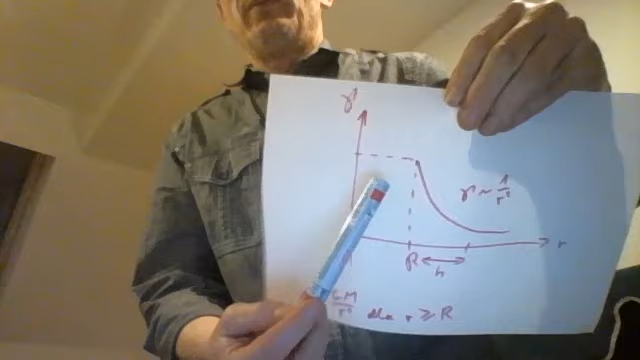 γ
γ ~ 1/r²
R
r
h
GM/r² dla r ≥ R